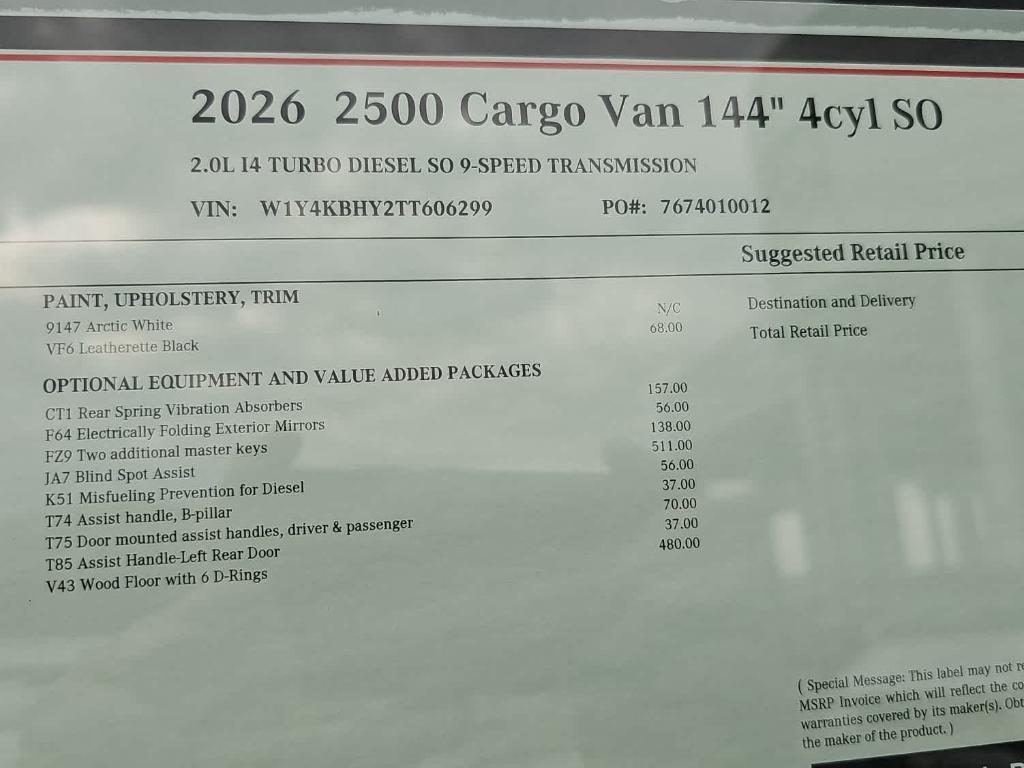 2026 2500 Cargo Van 144" 4cyl SO
2.0L I4 TURBO DIESEL SO 9-SPEED TRANSMISSION
VIN: W1Y4KBHY2TT606299 PO#: 7674010012
Suggested Retail Price
PAINT, UPHOLSTERY, TRIM
9147 Arctic White N/C
VF6 Leatherette Black 68.00
Destination and Delivery
Total Retail Price
OPTIONAL EQUIPMENT AND VALUE ADDED PACKAGES
CT1 Rear Spring Vibration Absorbers 157.00
F64 Electrically Folding Exterior Mirrors 56.00
FZ9 Two additional master keys 138.00
JA7 Blind Spot Assist 511.00
K51 Misfueling Prevention for Diesel 56.00
T74 Assist handle, B-pillar 37.00
T75 Door mounted assist handles, driver & passenger 70.00
T85 Assist Handle-Left Rear Door 37.00
V43 Wood Floor with 6 D-Rings 480.00
( Special Message: This label may not
MSRP Invoice which will reflect the
warranties covered by its maker(s).
the maker of the product. )